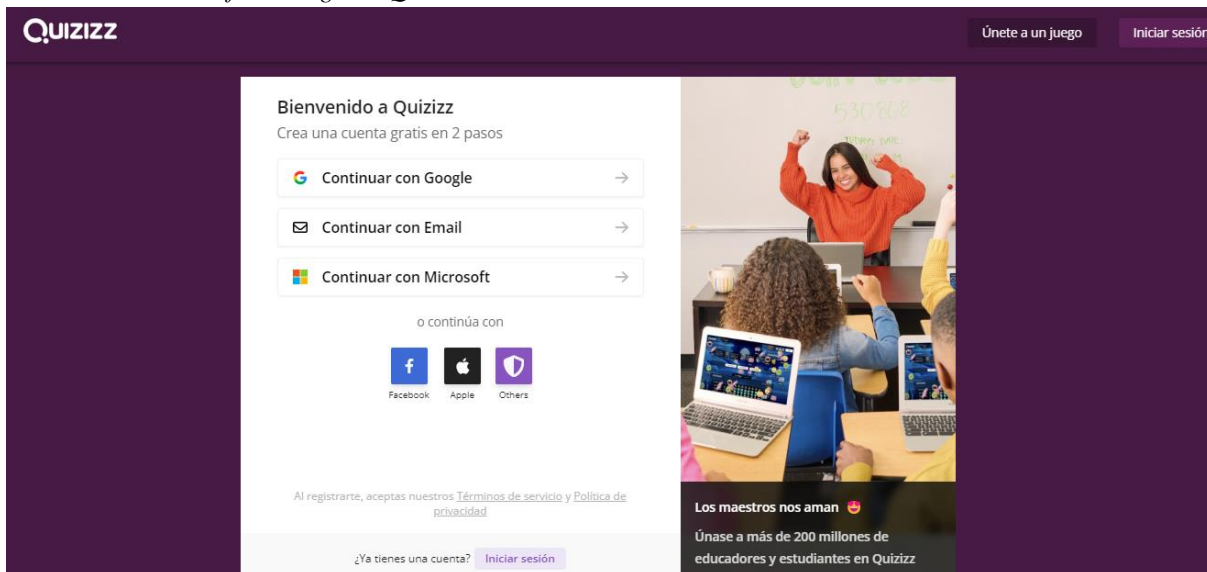 QUIZIZZ
Únete a un juego
Iniciar sesión
Bienvenido a Quizizz
Crea una cuenta gratis en 2 pasos
Continuar con Google
Continuar con Email
Continuar con Microsoft
o continúa con
Facebook Apple Others
Al registrarte, aceptas nuestros Términos de servicio y Política de
privacidad
¿Ya tienes una cuenta? Iniciar sesión
530808
Los maestros nos aman 🤩
Únase a más de 200 millones de
educadores y estudiantes en Quizizz